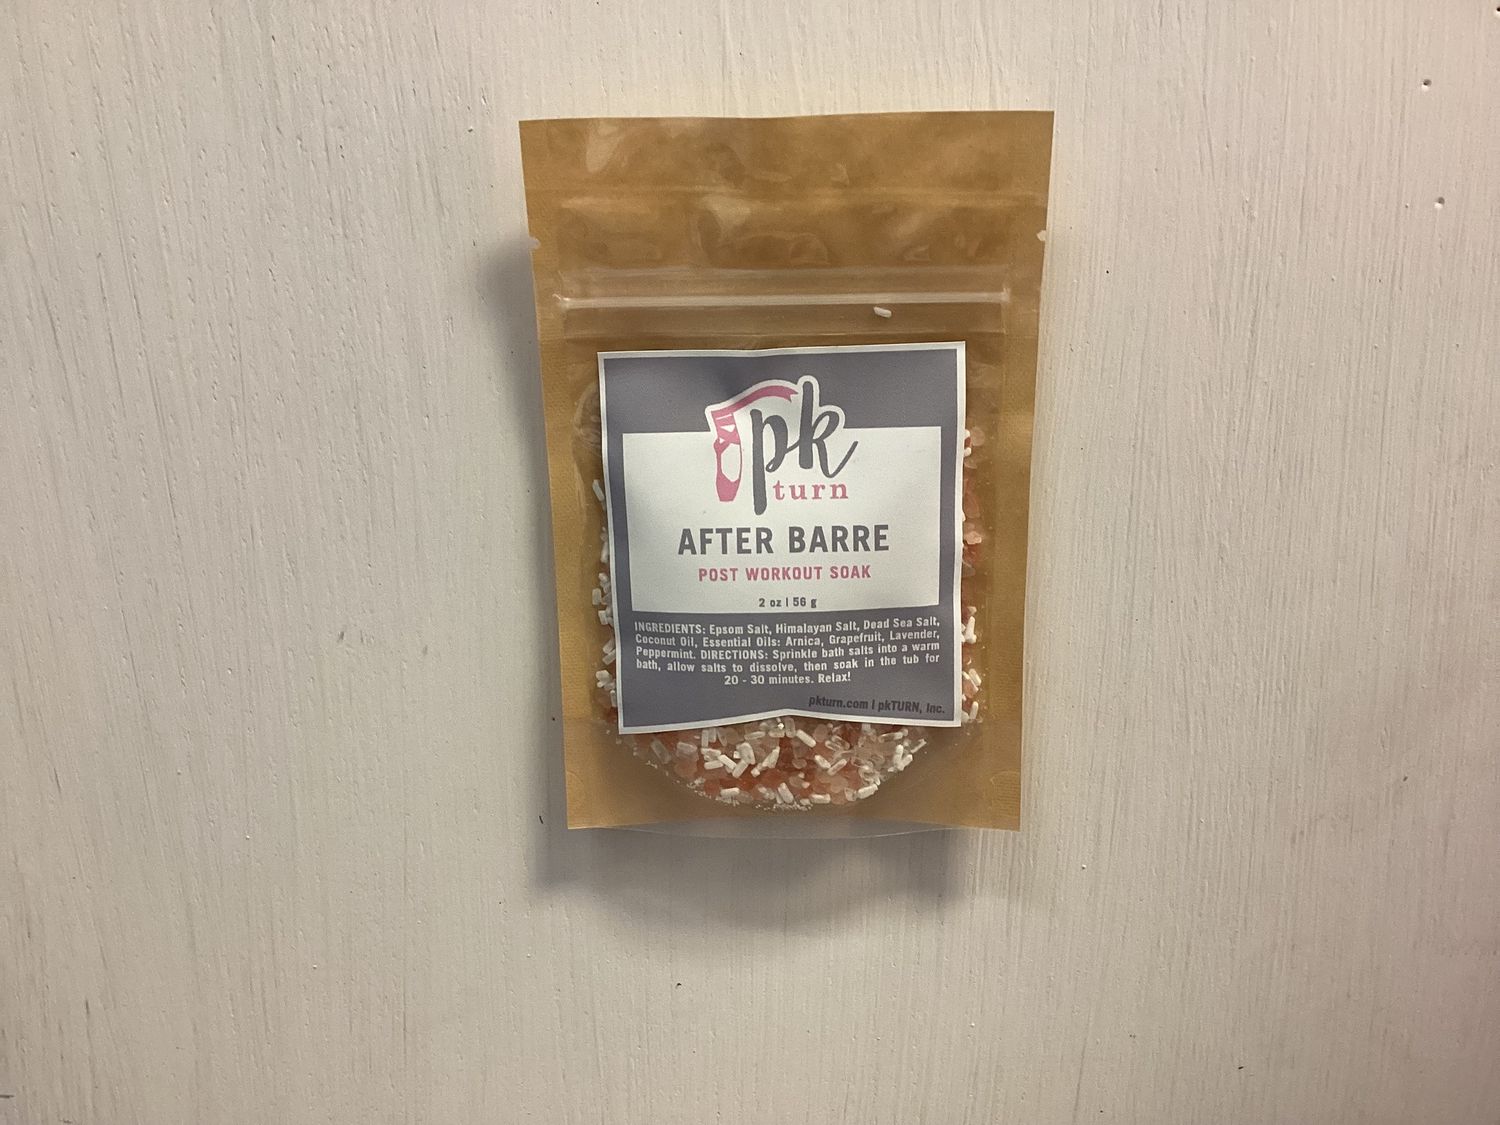 pk
turn
AFTER BARRE
POST WORKOUT SOAK
2 oz | 56 g
INGREDIENTS: Epsom Salt, Himalayan Salt, Dead Sea Salt,
Coconut Oil, Essential Oils: Arnica, Grapefruit, Lavender,
Peppermint. DIRECTIONS: Sprinkle bath salts into a warm
bath, allow salts to dissolve, then soak in the tub for
20 - 30 minutes. Relax!
pkturn.com | pkTURN, Inc.